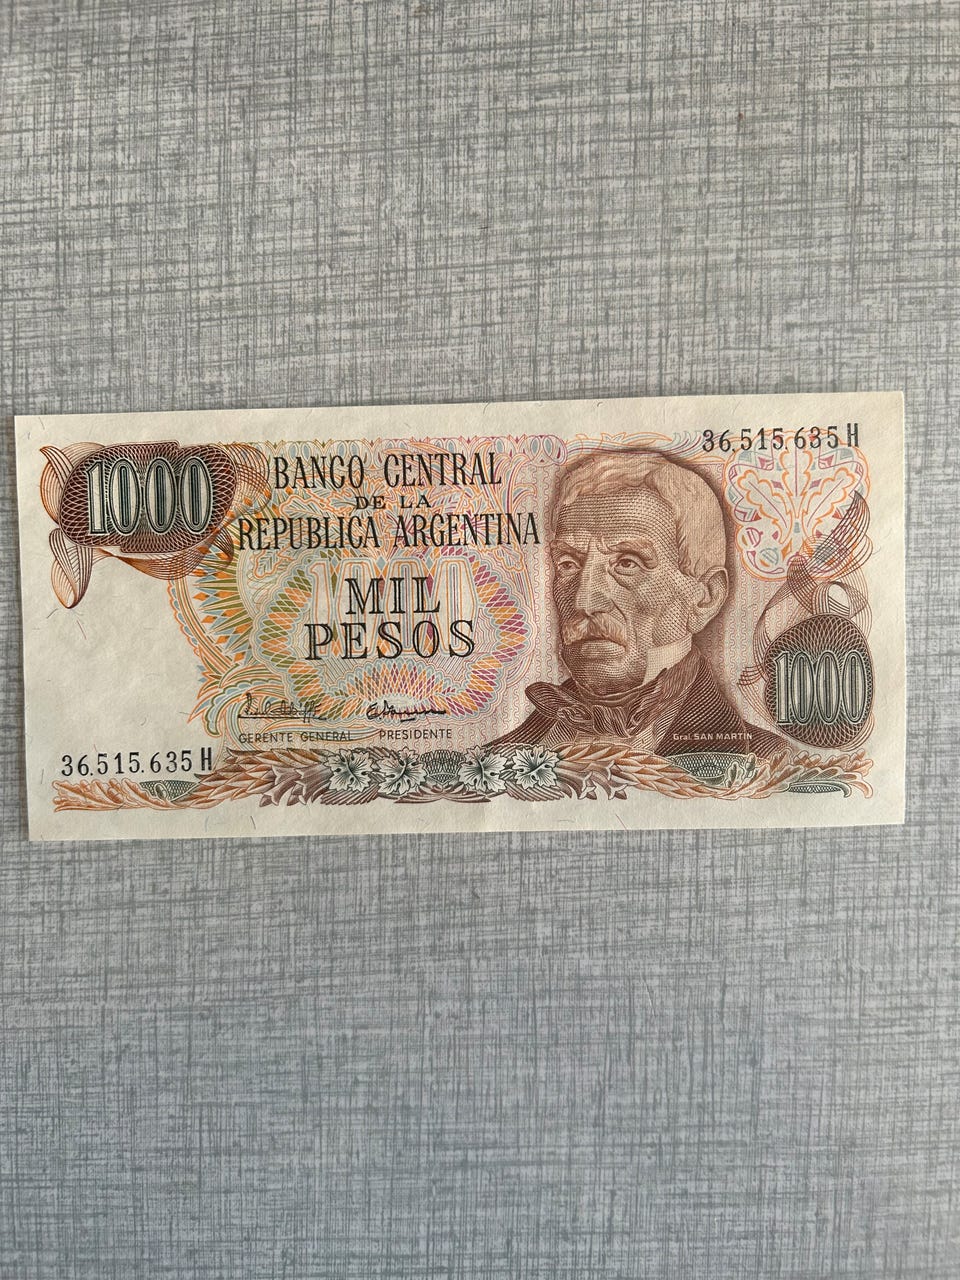 36.515.635 H
1000
BANCO CENTRAL
DE LA
REPUBLICA ARGENTINA
1000
MIL
PESOS
1000
GERENTE GENERAL PRESIDENTE
Gral. SAN MARTIN
36.515.635 H